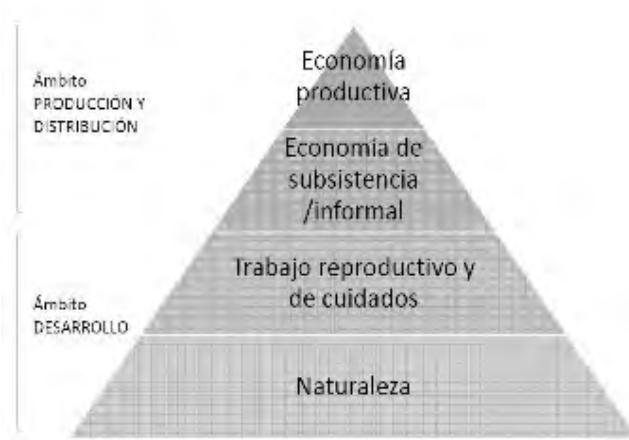 Ámbito
PRODUCCIÓN Y
DISTRIBUCIÓN
Economía
productiva
Economía de
subsistencia
/informal
Ámbito
DESARROLLO
Trabajo reproductivo y
de cuidados
Naturaleza